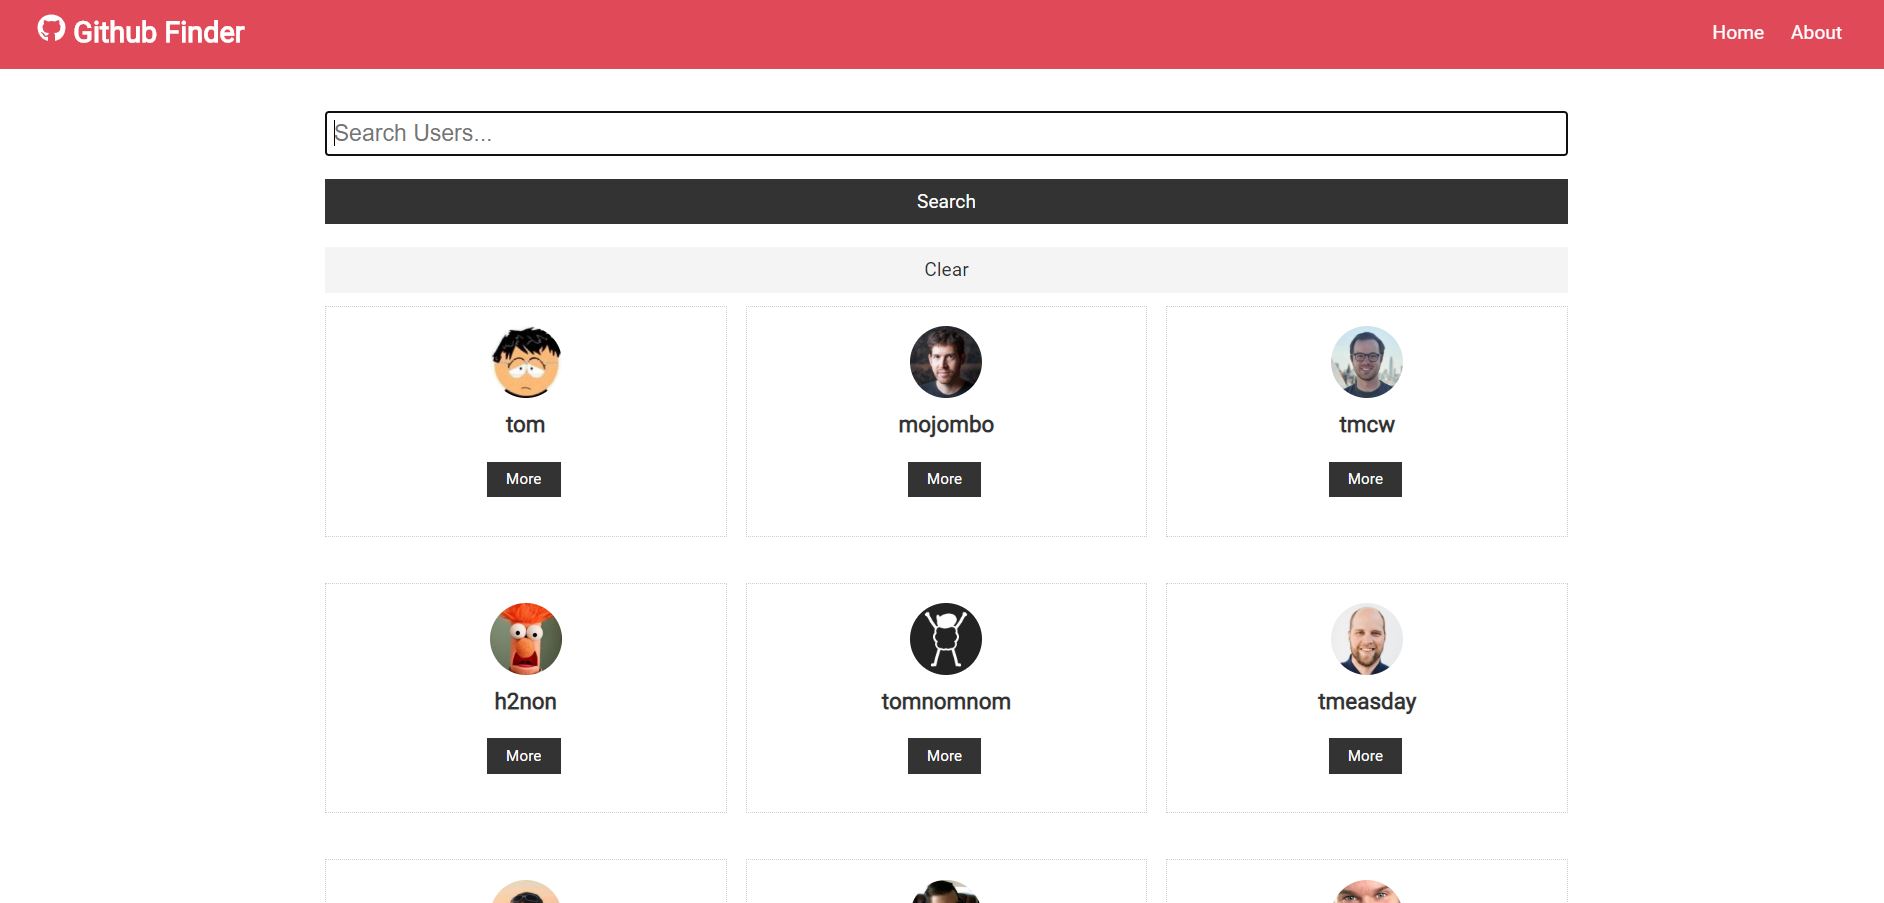 Github Finder
Home
About
Search Users...
Search
Clear
tom
mojombo
tmcw
More
More
More
h2non
tomnomnom
tmeasday
More
More
More